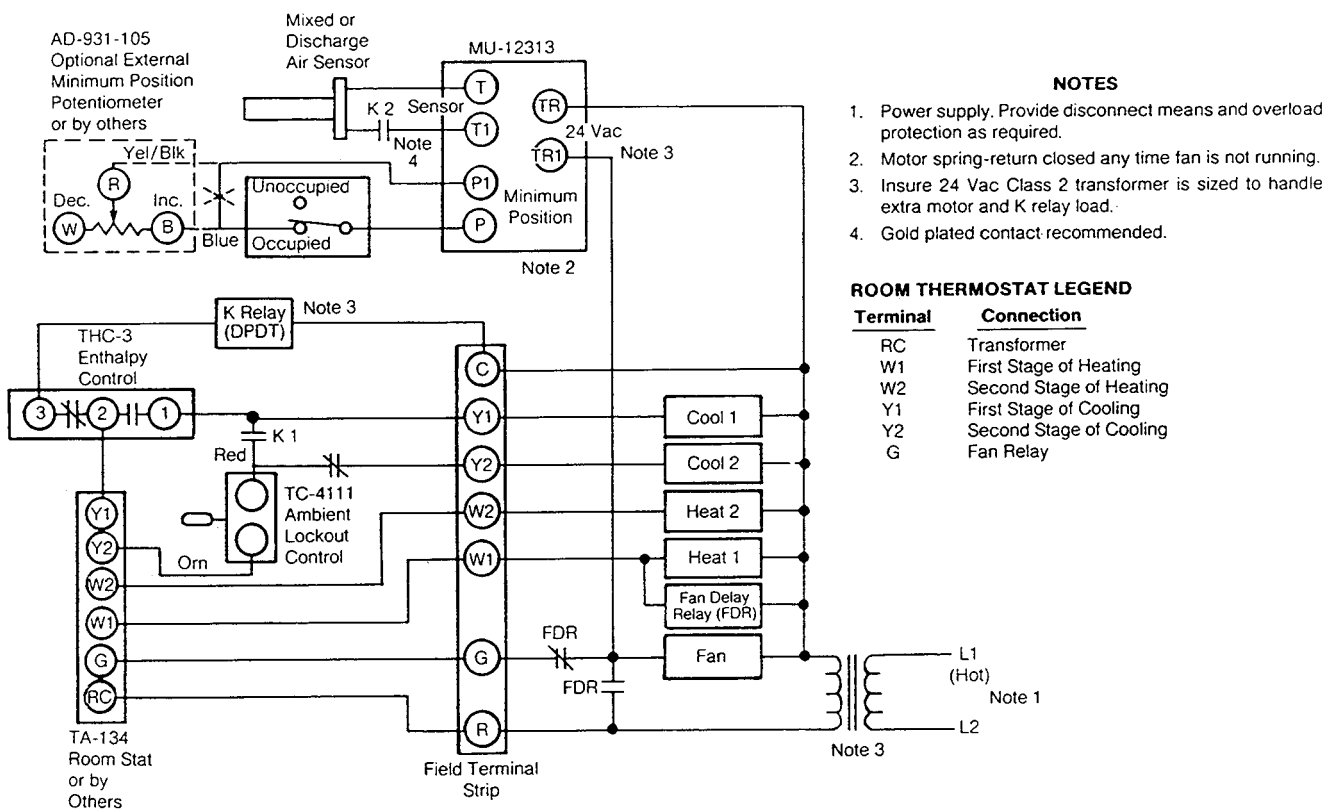 AD-931-105
Optional External
Minimum Position
Potentiometer
or by others
Mixed or
Discharge
Air Sensor
MU-12313
T
TR
K 2
Sensor
T1
24 Vac
Note
4
TR1
Note 3
Yel/Blk
R
P1
Unoccupied
Minimum
Position
Dec.
Inc.
W
B
Blue
Occupied
P
Note 2
NOTES
1. Power supply. Provide disconnect means and overload
protection as required.
2. Motor spring-return closed any time fan is not running.
3. Insure 24 Vac Class 2 transformer is sized to handle
extra motor and K relay load.
4. Gold plated contact recommended.
ROOM THERMOSTAT LEGEND
Terminal Connection
RC Transformer
W1 First Stage of Heating
W2 Second Stage of Heating
Y1 First Stage of Cooling
Y2 Second Stage of Cooling
G Fan Relay
K Relay
(DPDT)
Note 3
THC-3
Enthalpy
Control
3
2
1
K 1
Red
TC-4111
Ambient
Lockout
Control
Orn
Y1
Y2
W2
W1
G
RC
TA-134
Room Stat
or by
Others
C
Y1
Y2
W2
W1
G
R
Field Terminal
Strip
Cool 1
Cool 2
Heat 2
Heat 1
Fan Delay
Relay (FDR)
FDR
Fan
FDR
L1
(Hot)
Note 1
L2
Note 3